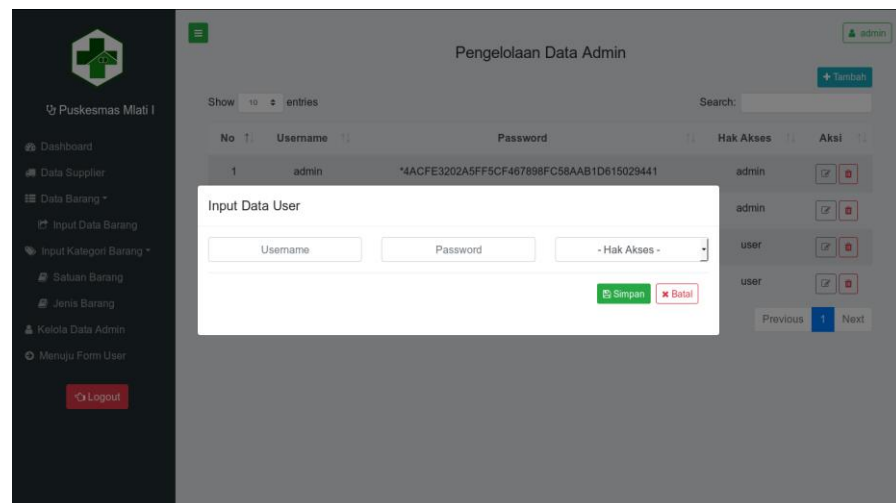 admin
Pengelolaan Data Admin
+ Tambah
Puskesmas Mlati I
Show 10 entries
Search:
No Username Password Hak Akses Aksi
1 admin *4ACFE3202A5FF5CF467898FC58AAB1D615029441 admin
admin
user
user
Dashboard
Data Supplier
Data Barang
Input Data Barang
Input Kategori Barang
Satuan Barang
Jenis Barang
Kelola Data Admin
Menuju Form User
Logout
Input Data User
Username Password - Hak Akses -
Simpan Batal
Previous 1 Next